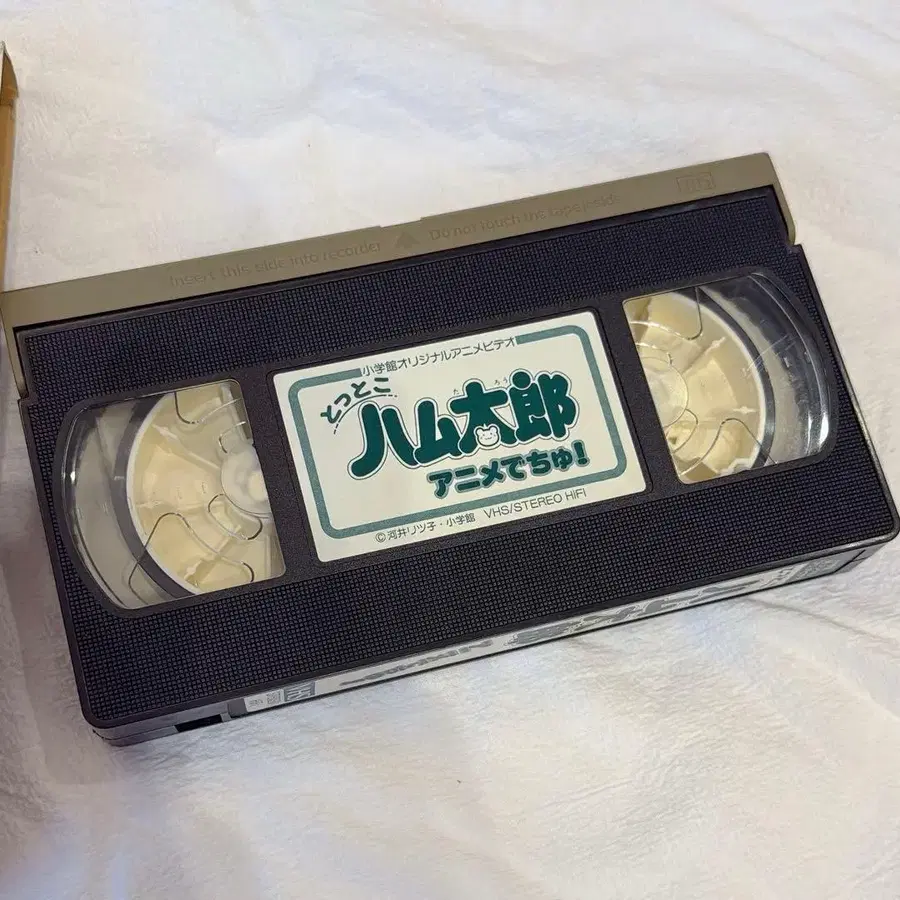 Insert this side into recorder
Do not touch the tape inside
VHS
小学館オリジナルアニメビデオ
とっとこ
たろう
ハム太郎
アニメでちゅ!
©河井リツ子・小学館 VHS/STEREO HiFi
VHS